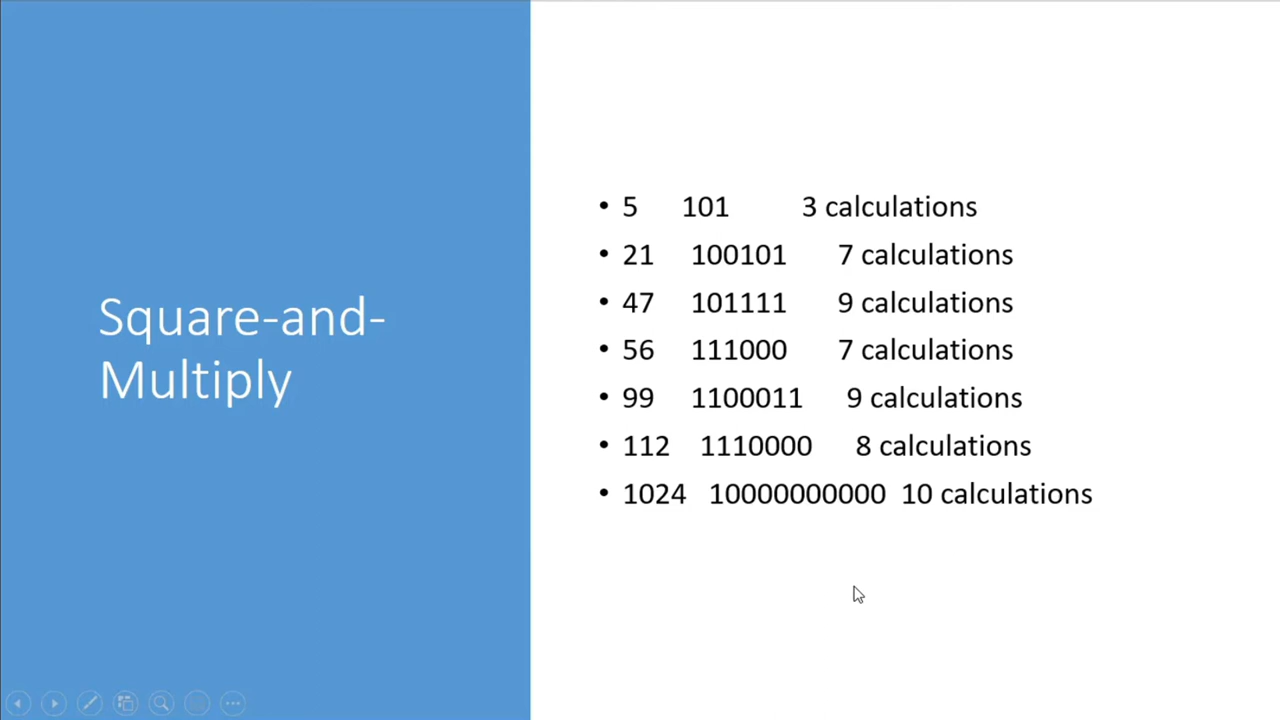 Square-and-
Multiply
• 5 101 3 calculations
• 21 100101 7 calculations
• 47 101111 9 calculations
• 56 111000 7 calculations
• 99 1100011 9 calculations
• 112 1110000 8 calculations
• 1024 10000000000 10 calculations